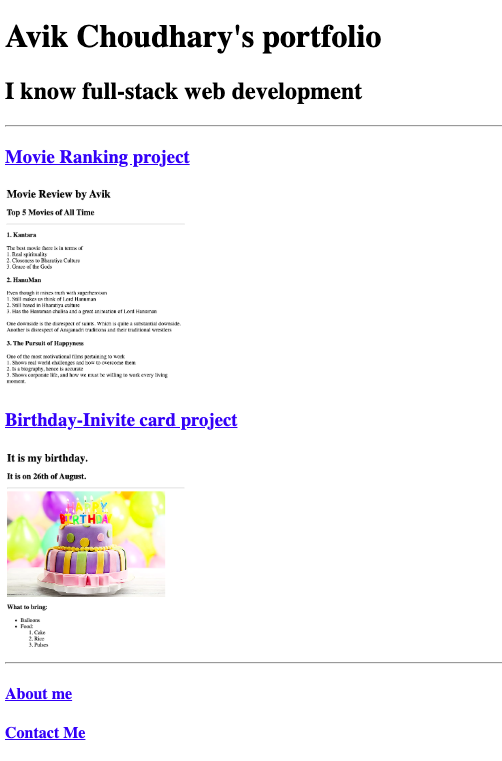 Avik Choudhary's portfolio
I know full-stack web development
Movie Ranking project
Movie Review by Avik
Top 5 Movies of All Time
1. Kantara
The best movie there is in terms of
1. Real spirituality
2. Closeness to Bharatiya Culture
3. Grace of the Gods
2. HanuMan
Even though it mixes myth with superheroism
1. Still makes us think of Lord Hanuman
2. Still based in Bharatiya culture
3. Has the Hanuman chalisa and a great animation of Lord Hanuman
One downside is the disrespect of saints. Which is quite a substantial downside.
Another is disrespect of Anjanadri traditions and their traditional wrestlers
3. The Pursuit of Happyness
One of the most motivational films pertaining to work
1. Shows real world challenges and how to overcome them
2. Is a biography, hence is accurate
3. Shows corporate life, and how we must be willing to work every living
moment.
Birthday-Inivite card project
It is my birthday.
It is on 26th of August.
HAPPY
BIRTHDAY
What to bring:
• Balloons
• Food:
1. Cake
2. Rice
3. Pulses
About me
Contact Me